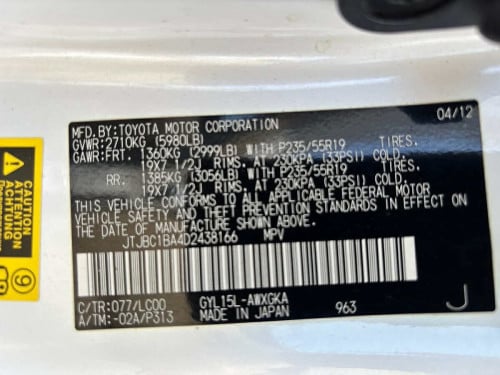 MFD.BY:TOYOTA MOTOR CORPORATION 04/12
GVWR:2710KG (5980LB)
GAWR:FRT. 1360KG (2999LB) WITH P235/55R19 TIRES.
19X7 1/2J RIMS. AT 230KPA (33PSI) COLD.
RR. 1385KG (3056LB) WITH P235/55R19 TIRES.
19X7 1/2J RIMS. AT 230KPA (33PSI) COLD.
THIS VEHICLE CONFORMS TO ALL APPLICABLE FEDERAL MOTOR
VEHICLE SAFETY AND THEFT PREVENTION STANDARDS IN EFFECT ON
THE DATE OF MANUFACTURE SHOWN ABOVE.
JTJBC1BA4D2438166 MPV
C/TR:077/LC00 GYL15L-AWXGKA
A/TM:-02A/P313 MADE IN JAPAN 963 J
ATTENTION
ACHTUNG